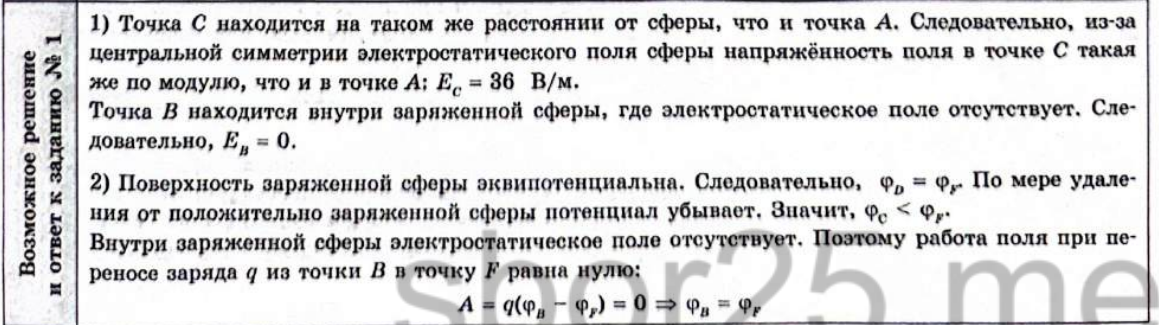 Возможное решение
и ответ к заданию № 1
1) Точка C находится на таком же расстоянии от сферы, что и точка A. Следовательно, из-за
центральной симметрии электростатического поля сферы напряжённость поля в точке C такая
же по модулю, что и в точке A: E_C = 36 В/м.
Точка B находится внутри заряженной сферы, где электростатическое поле отсутствует. Сле-
довательно, E_B = 0.
2) Поверхность заряженной сферы эквипотенциальна. Следовательно, φ_D = φ_F. По мере удале-
ния от положительно заряженной сферы потенциал убывает. Значит, φ_C < φ_F.
Внутри заряженной сферы электростатическое поле отсутствует. Поэтому работа поля при пе-
реносе заряда q из точки B в точку F равна нулю:
A = q(φ_B − φ_F) = 0 ⇒ φ_B = φ_F
sbor25.me